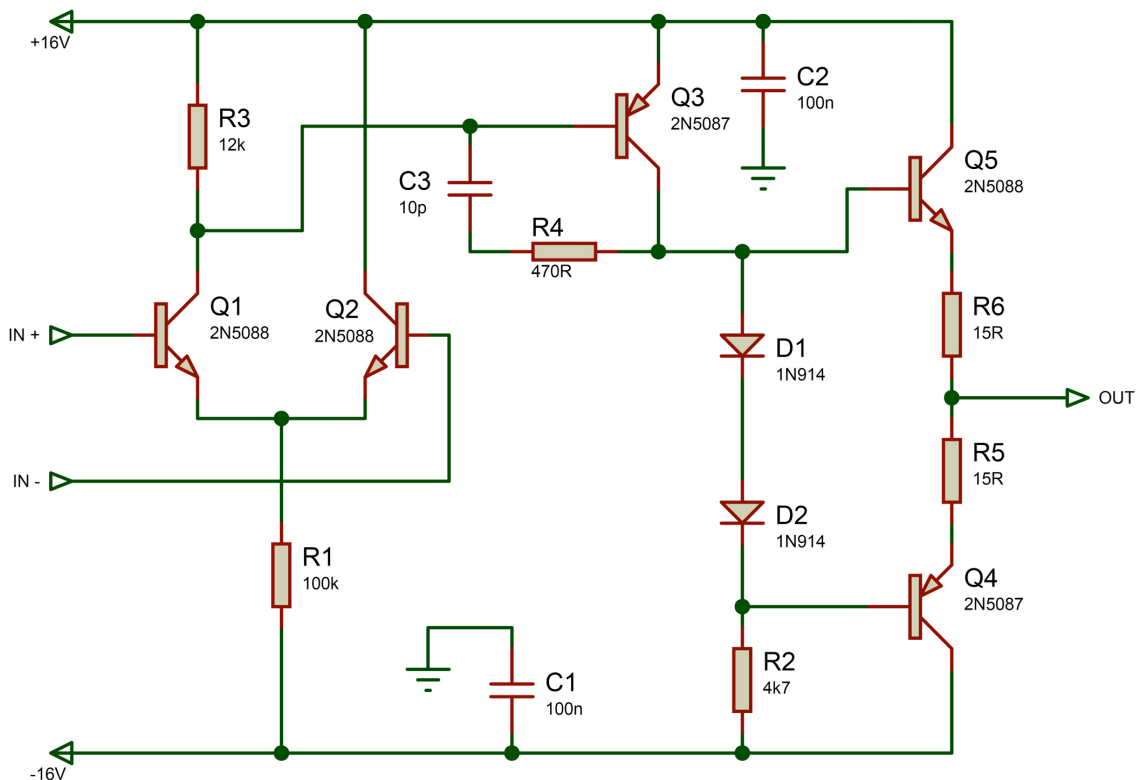 +16V
R3
12k
Q3
2N5087
C2
100n
C3
10p
R4
470R
Q5
2N5088
Q1
2N5088
Q2
2N5088
IN +
R6
15R
D1
1N914
OUT
IN -
R5
15R
D2
1N914
R1
100k
Q4
2N5087
R2
4k7
C1
100n
-16V